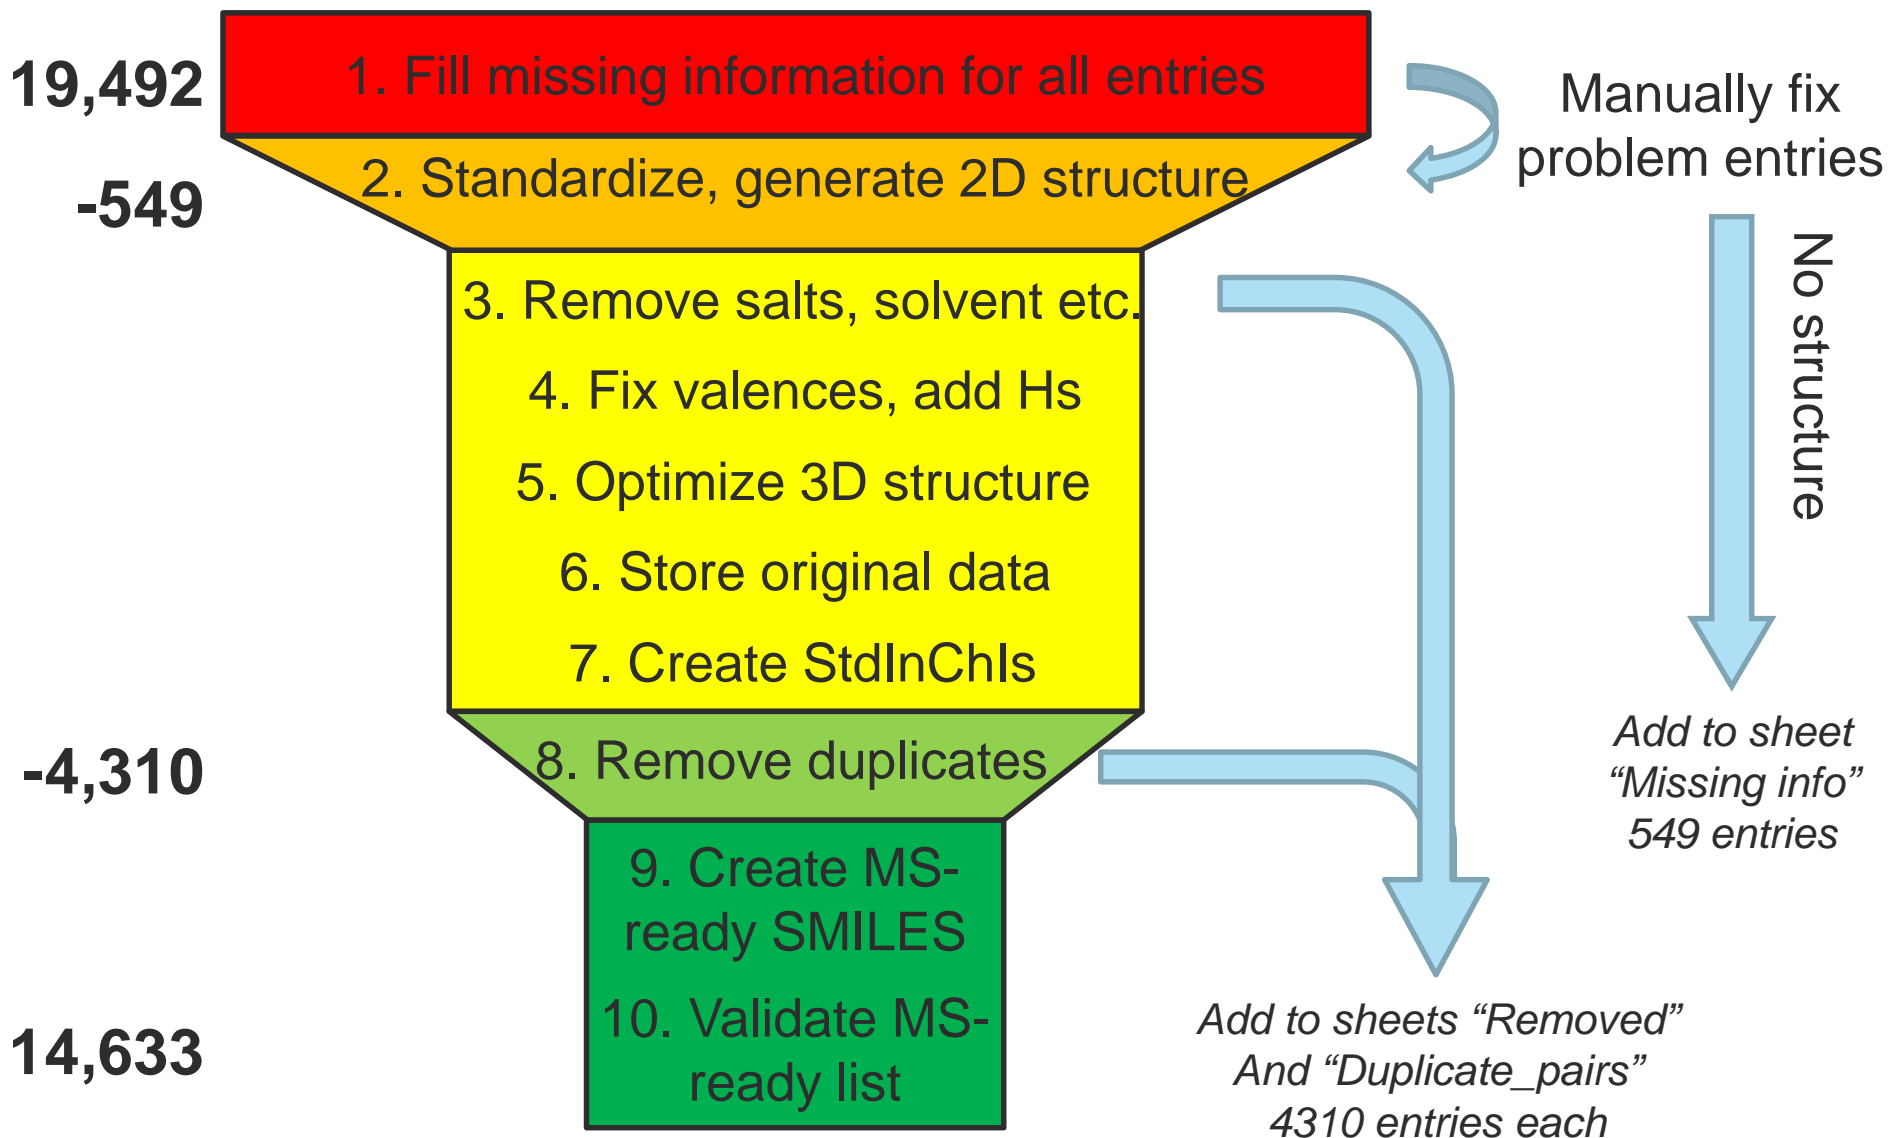 19,492
1. Fill missing information for all entries
Manually fix
problem entries
-549
2. Standardize, generate 2D structure
No structure
3. Remove salts, solvent etc.
4. Fix valences, add Hs
5. Optimize 3D structure
6. Store original data
7. Create StdInChIs
Add to sheet
“Missing info”
549 entries
-4,310
8. Remove duplicates
9. Create MS-
ready SMILES
14,633
10. Validate MS-
ready list
Add to sheets “Removed”
And “Duplicate_pairs”
4310 entries each